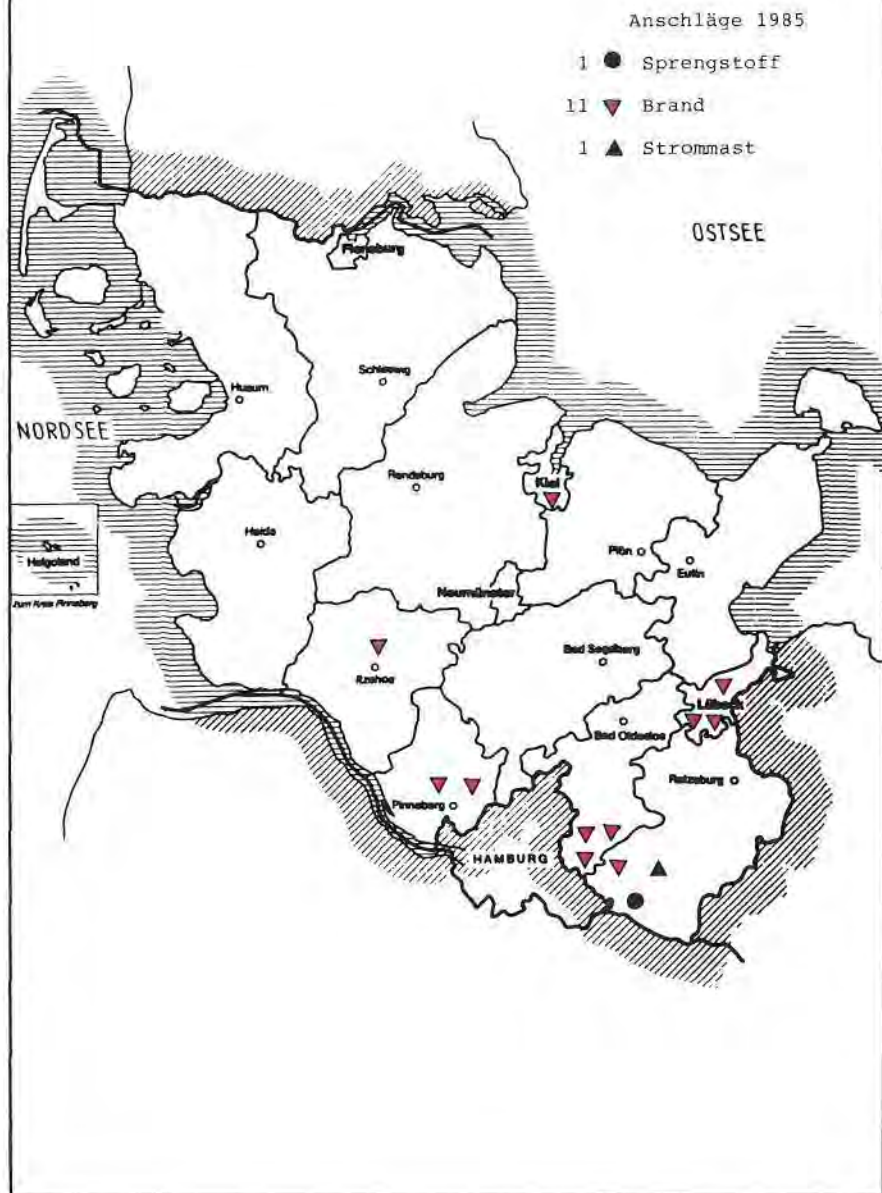 Anschläge 1985
1 ● Sprengstoff
11 ▼ Brand
1 ▲ Strommast
OSTSEE
Flensburg
Schleswig
Husum
NORDSEE
Rendsburg
Kiel
Heide
Helgoland
Plön
Eutin
zum Kreis Pinneberg
Neumünster
Bad Segeberg
Itzehoe
Lübeck
Bad Oldesloe
Ratzeburg
Pinneberg
HAMBURG